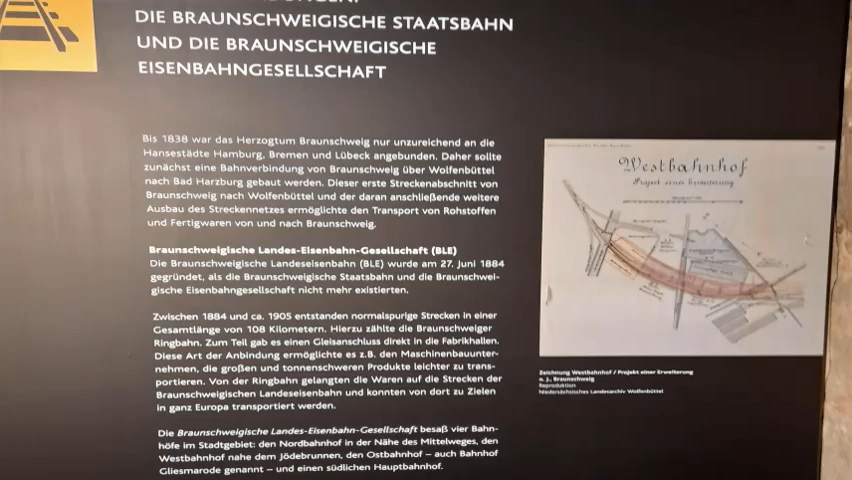 DIE BRAUNSCHWEIGISCHE STAATSBAHN
UND DIE BRAUNSCHWEIGISCHE
EISENBAHNGESELLSCHAFT
Bis 1838 war das Herzogtum Braunschweig nur unzureichend an die
Hansestädte Hamburg, Bremen und Lübeck angebunden. Daher sollte
zunächst eine Bahnverbindung von Braunschweig über Wolfenbüttel
nach Bad Harzburg gebaut werden. Dieser erste Streckenabschnitt von
Braunschweig nach Wolfenbüttel und der daran anschließende weitere
Ausbau des Streckennetzes ermöglichte den Transport von Rohstoffen
und Fertigwaren von und nach Braunschweig.
Braunschweigische Landes-Eisenbahn-Gesellschaft (BLE)
Die Braunschweigische Landeseisenbahn (BLE) wurde am 27. Juni 1884
gegründet, als die Braunschweigische Staatsbahn und die Braunschwei-
gische Eisenbahngesellschaft nicht mehr existierten.
Zwischen 1884 und ca. 1905 entstanden normalspurige Strecken in einer
Gesamtlänge von 108 Kilometern. Hierzu zählte die Braunschweiger
Ringbahn. Zum Teil gab es einen Gleisanschluss direkt in die Fabrikhallen.
Diese Art der Anbindung ermöglichte es z.B. den Maschinenbauunter-
nehmen, die großen und tonnenschweren Produkte leichter zu trans-
portieren. Von der Ringbahn gelangten die Waren auf die Strecken der
Braunschweigischen Landeseisenbahn und konnten von dort zu Zielen
in ganz Europa transportiert werden.
Die Braunschweigische Landes-Eisenbahn-Gesellschaft besaß vier Bahn-
höfe im Stadtgebiet: den Nordbahnhof in der Nähe des Mittelweges, den
Westbahnhof nahe dem Jödebrunnen, den Ostbahnhof – auch Bahnhof
Gliesmarode genannt – und einen südlichen Hauptbahnhof.
Westbahnhof
Projekt einer Erweiterung
Zeichnung Westbahnhof / Projekt einer Erweiterung
o. J., Braunschweig
Reproduktion
Niedersächsisches Landesarchiv Wolfenbüttel